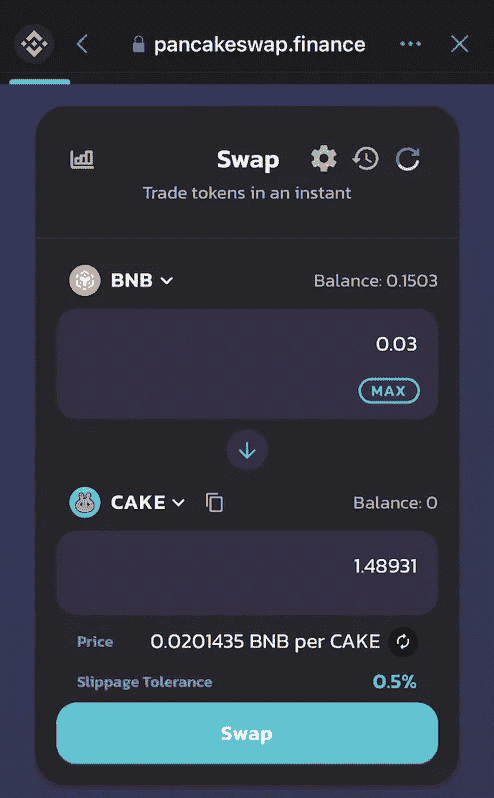 pancakeswap.finance
Swap
Trade tokens in an instant
BNB Balance: 0.1503
0.03
MAX
CAKE Balance: 0
1.48931
Price 0.0201435 BNB per CAKE
Slippage Tolerance 0.5%
Swap